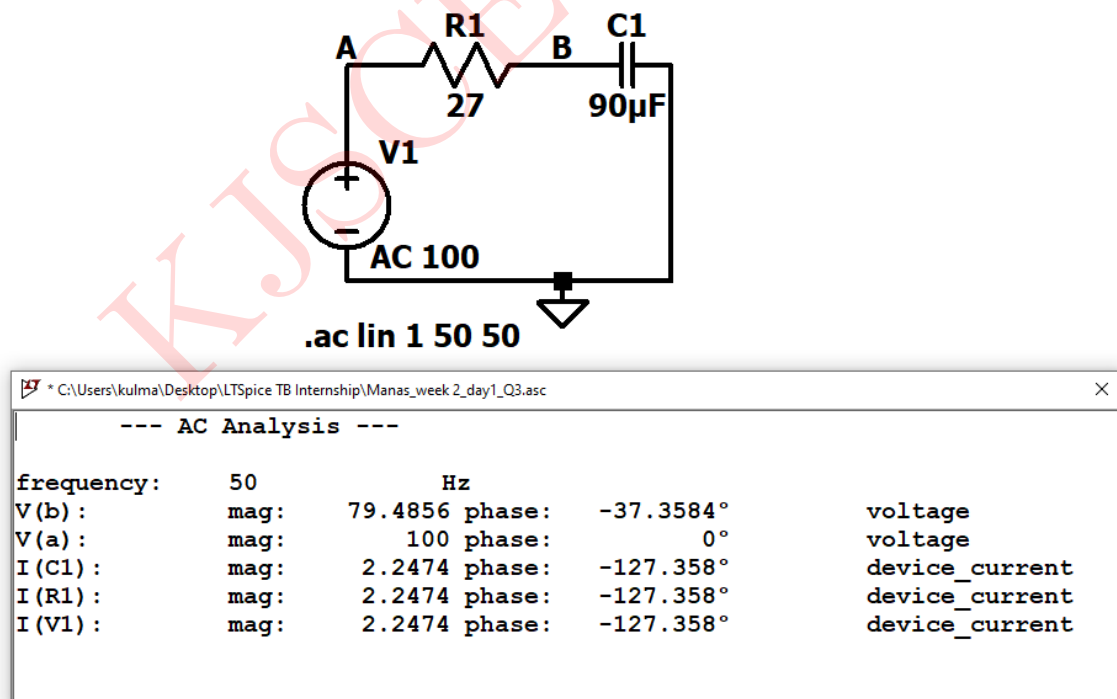 R1
C1
A
B
27
90µF
V1
AC 100
.ac lin 1 50 50
KJSCE
* C:\Users\kulma\Desktop\LTSpice TB Internship\Manas_week 2_day1_Q3.asc
--- AC Analysis ---
frequency: 50 Hz
V(b): mag: 79.4856 phase: -37.3584° voltage
V(a): mag: 100 phase: 0° voltage
I(C1): mag: 2.2474 phase: -127.358° device_current
I(R1): mag: 2.2474 phase: -127.358° device_current
I(V1): mag: 2.2474 phase: -127.358° device_current